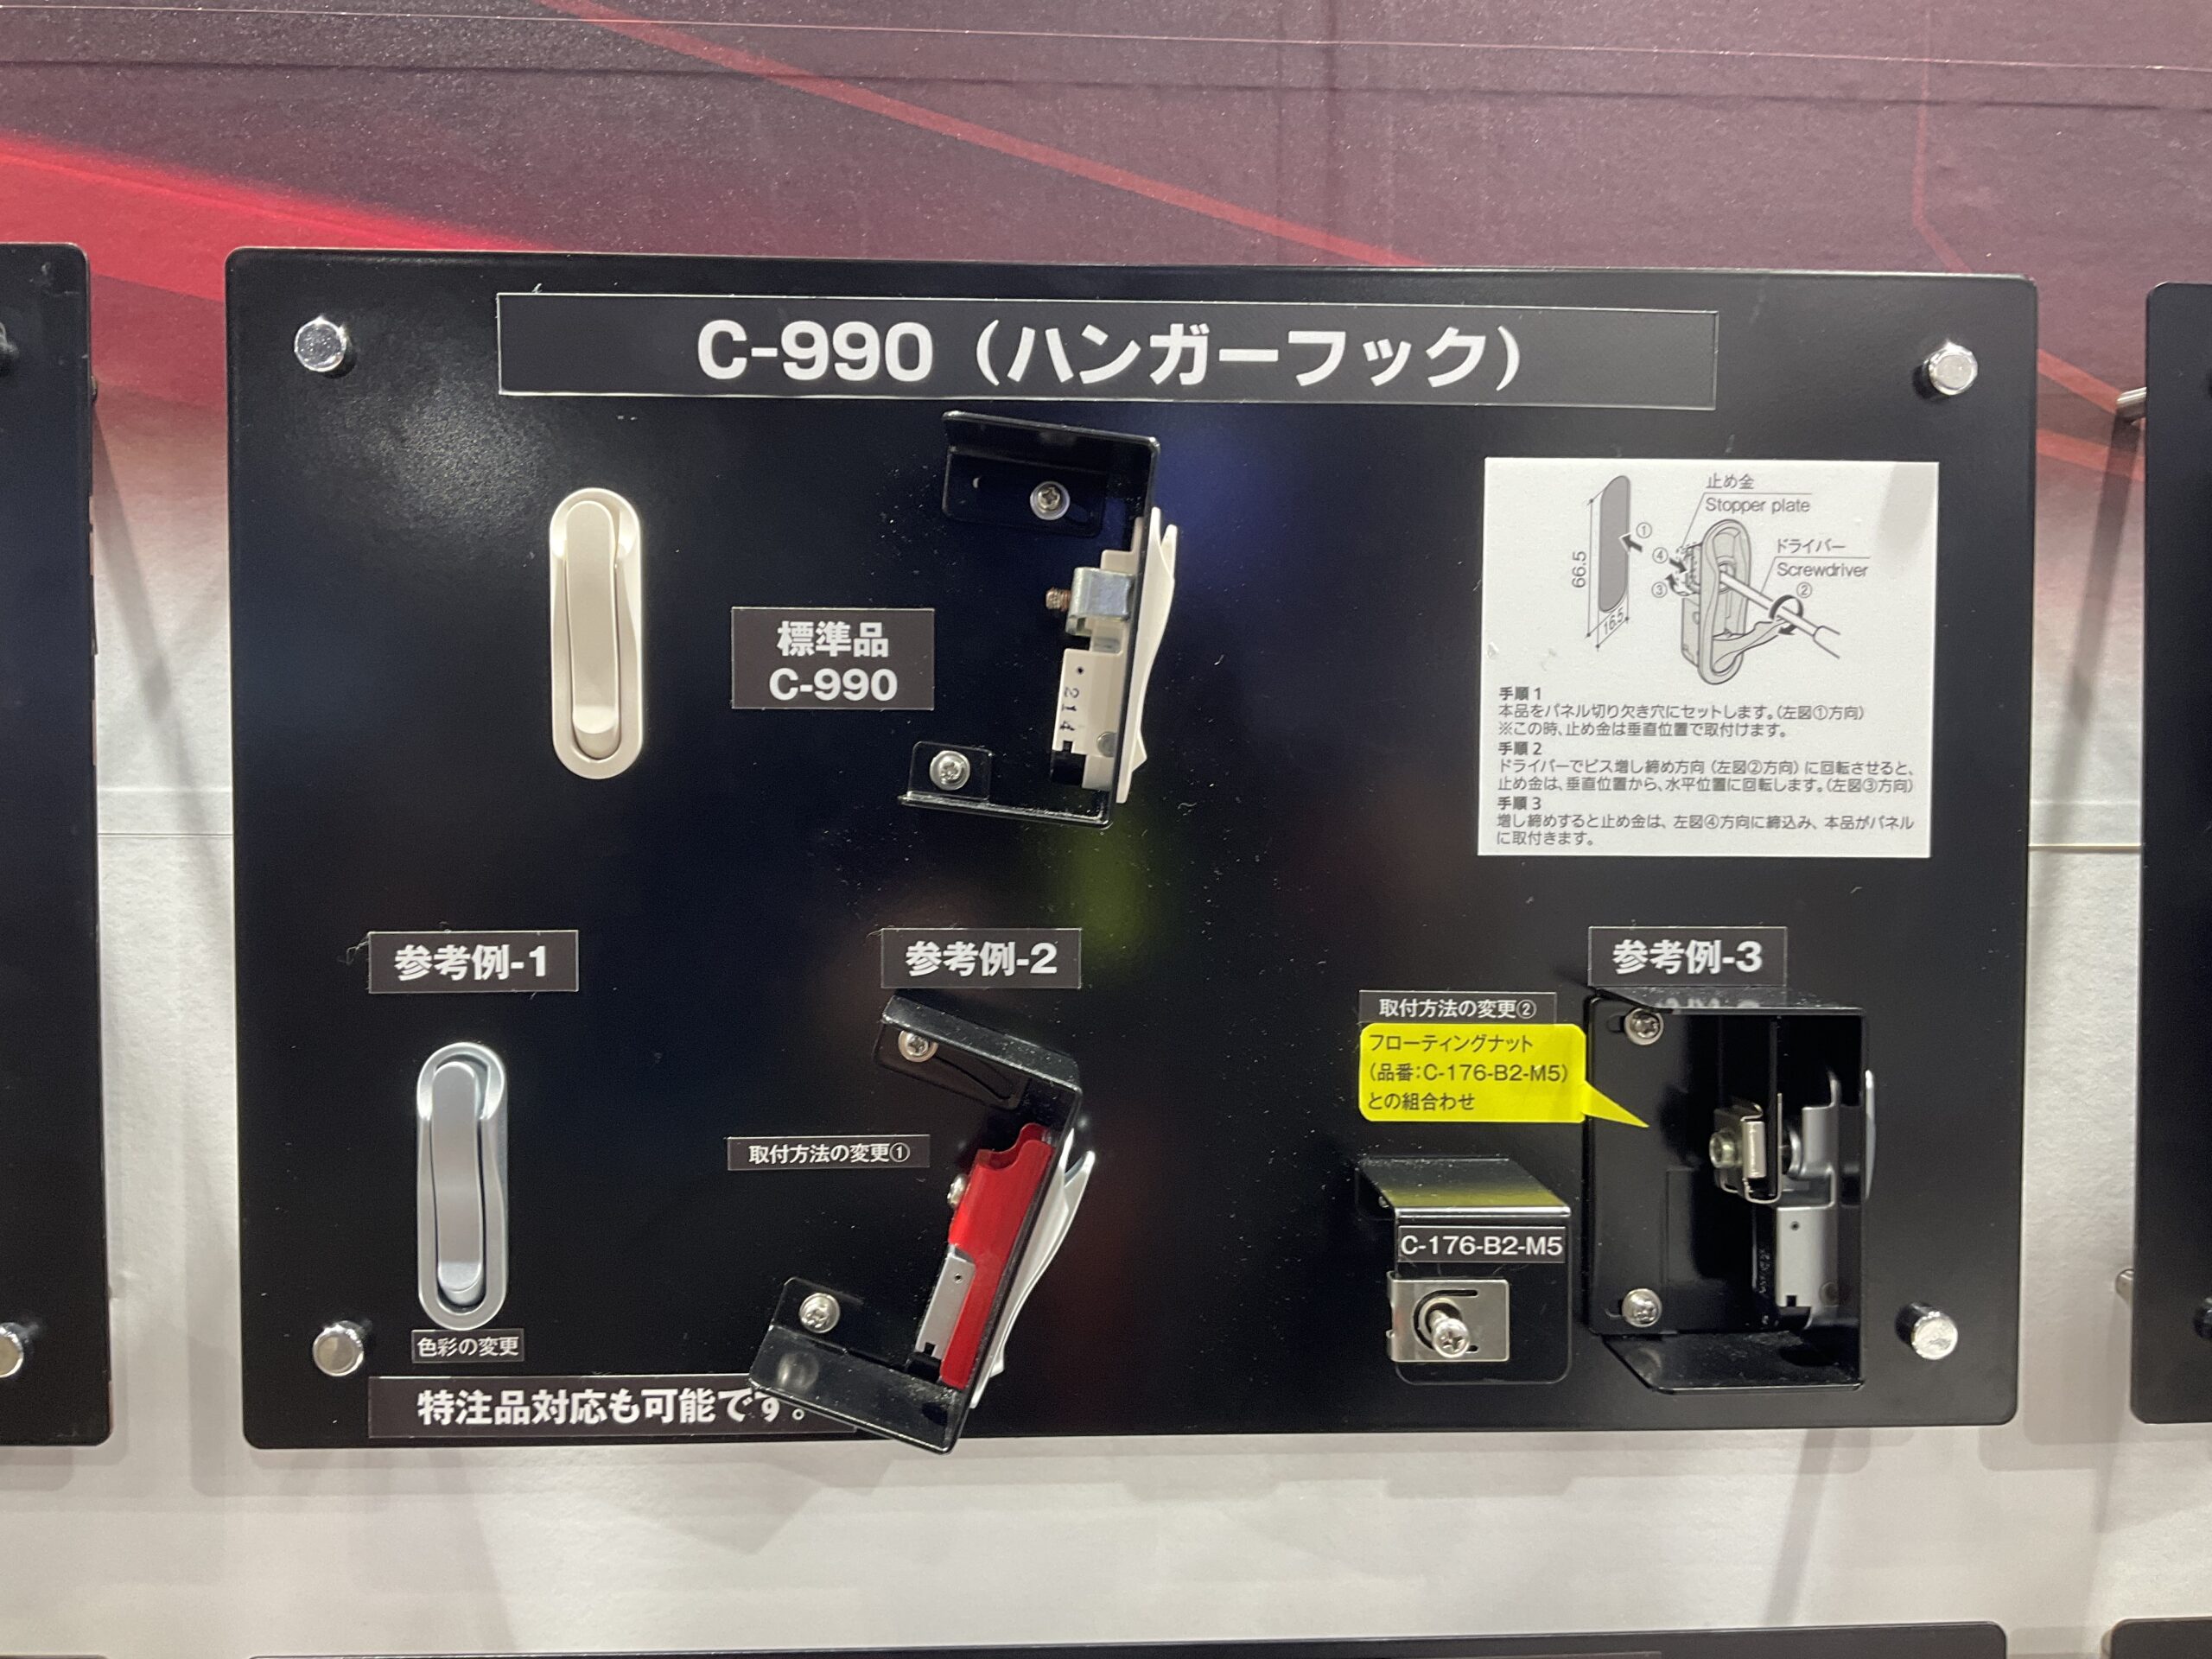 C-990（ハンガーフック）
標準品
C-990
止め金
Stopper plate
ドライバー
Screwdriver
①
④
③
②
66.5
16.5
手順1
本品をパネル切り欠き穴にセットします。（左図①方向）
※この時、止め金は垂直位置で取付けます。
手順2
ドライバーでビス増し締め方向（左図②方向）に回転させると、
止め金は、垂直位置から、水平位置に回転します。（左図③方向）
手順3
増し締めすると止め金は、左図④方向に締込み、本品がパネル
に取付きます。
214
参考例-1
色彩の変更
参考例-2
取付方法の変更①
参考例-3
取付方法の変更②
フローティングナット
（品番：C-176-B2-M5）
との組合わせ
C-176-B2-M5
特注品対応も可能です。